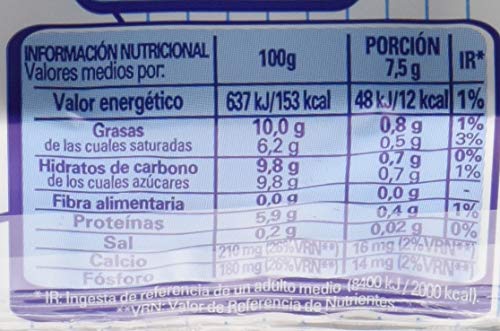 INFORMACIÓN NUTRICIONAL 100g PORCIÓN IR*
Valores medios por: 7,5 g
Valor energético 637 kJ/153 kcal 48 kJ/12 kcal 1%
Grasas 10,0 g 0,8 g 1%
de las cuales saturadas 6,2 g 0,5 g 3%
Hidratos de carbono 9,8 g 0,7 g 0%
de los cuales azúcares 9,8 g 0,7 g 1%
Fibra alimentaria 0,0 g 0,0 g -
Proteínas 5,9 g 0,4 g 1%
Sal 0,2 g 0,02 g 0%
Calcio 210 mg (26%VRN**) 16 mg (2%VRN**)
Fósforo 180 mg (26%VRN**) 14 mg (2%VRN**)
* IR: Ingesta de referencia de un adulto medio (8400 kJ / 2000 kcal).
**VRN: Valor de Referencia de Nutrientes.